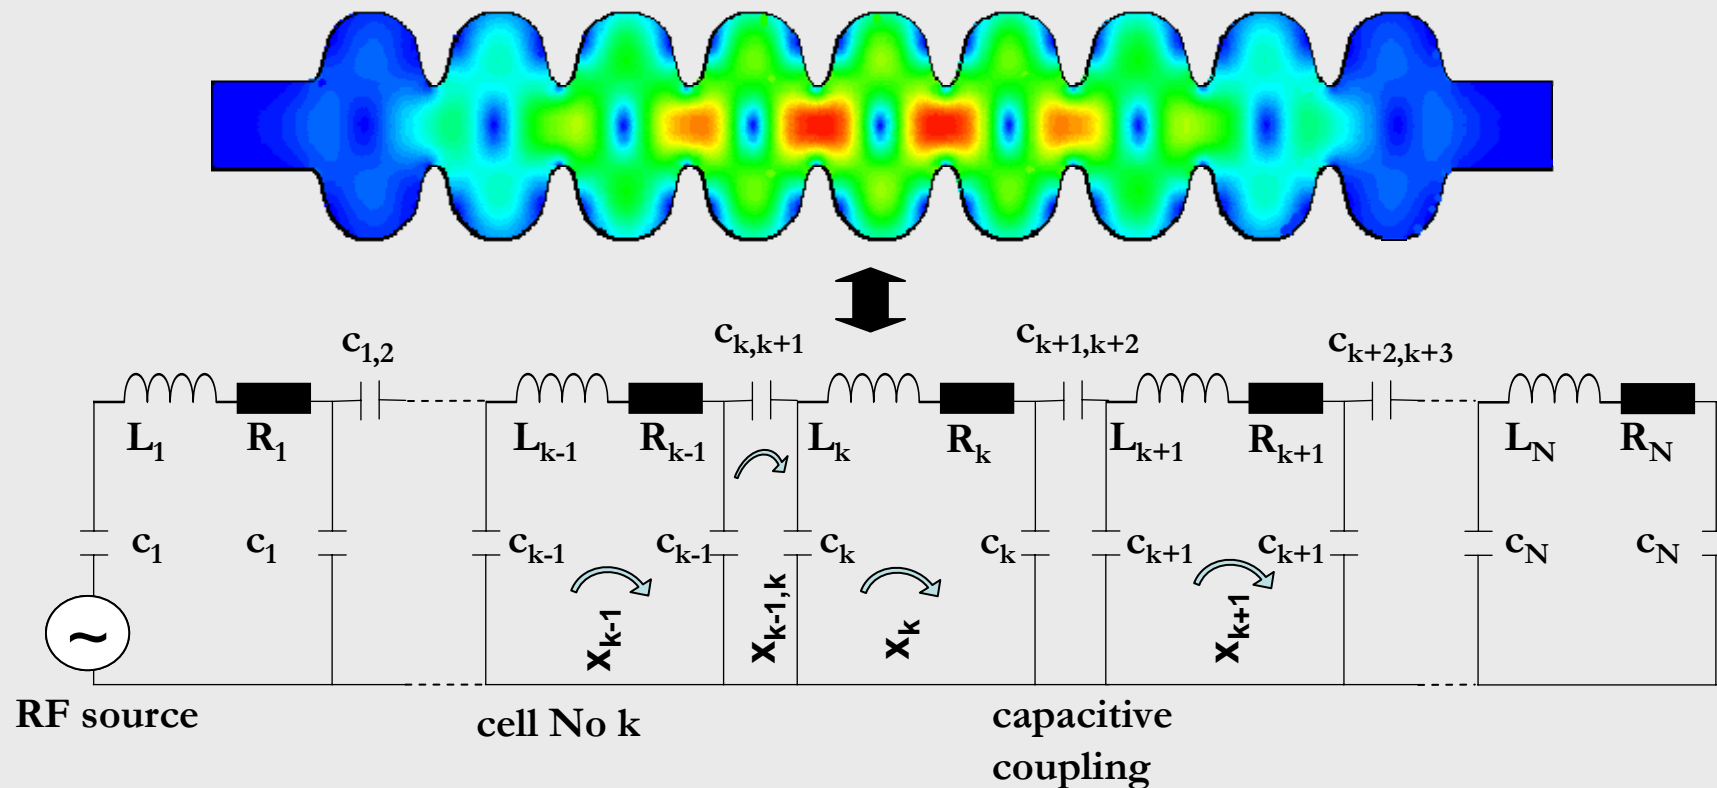 c1,2
ck,k+1
ck+1,k+2
ck+2,k+3
L1 R1 Lk-1 Rk-1 Lk Rk Lk+1 Rk+1 LN RN
c1 c1 ck-1 ck-1 ck ck ck+1 ck+1 cN cN
~
xk-1 xk-1,k xk xk+1
RF source
cell No k
capacitive
coupling